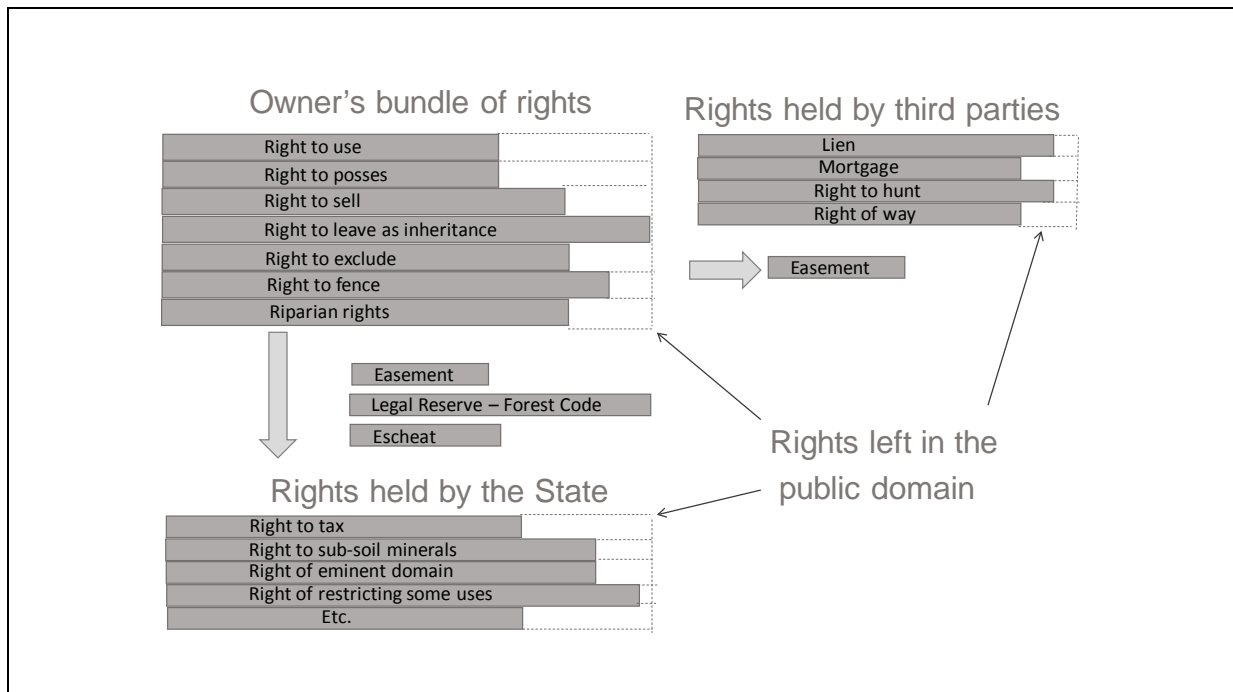 Owner's bundle of rights
Right to use
Right to posses
Right to sell
Right to leave as inheritance
Right to exclude
Right to fence
Riparian rights
Rights held by third parties
Lien
Mortgage
Right to hunt
Right of way
Easement
Easement
Legal Reserve – Forest Code
Escheat
Rights left in the
public domain
Rights held by the State
Right to tax
Right to sub-soil minerals
Right of eminent domain
Right of restricting some uses
Etc.